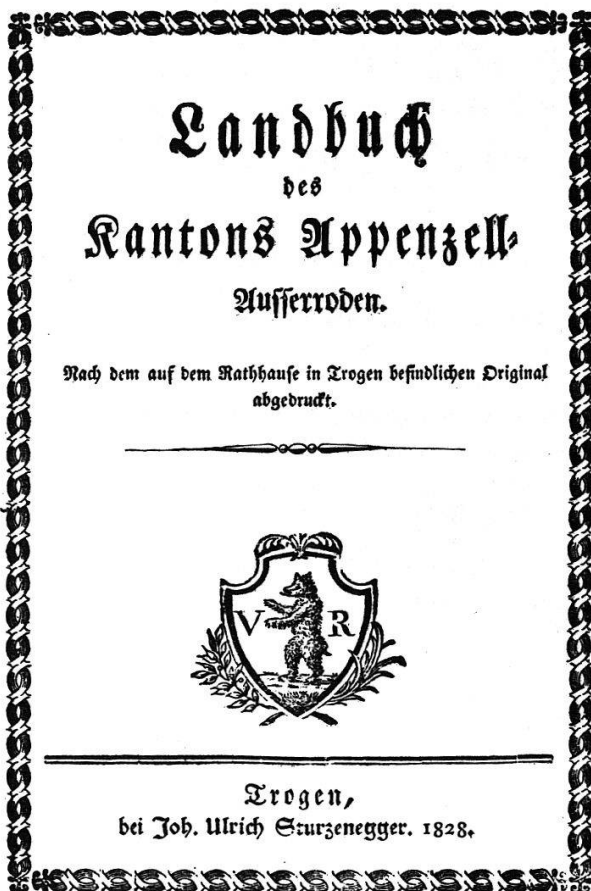 Landbuch
des
Kantons Appenzell-
Ausserroden.
Nach dem auf dem Rathhause in Trogen befindlichen Original
abgedruckt.
V R
Trogen,
bei Joh. Ulrich Sturzenegger. 1828.